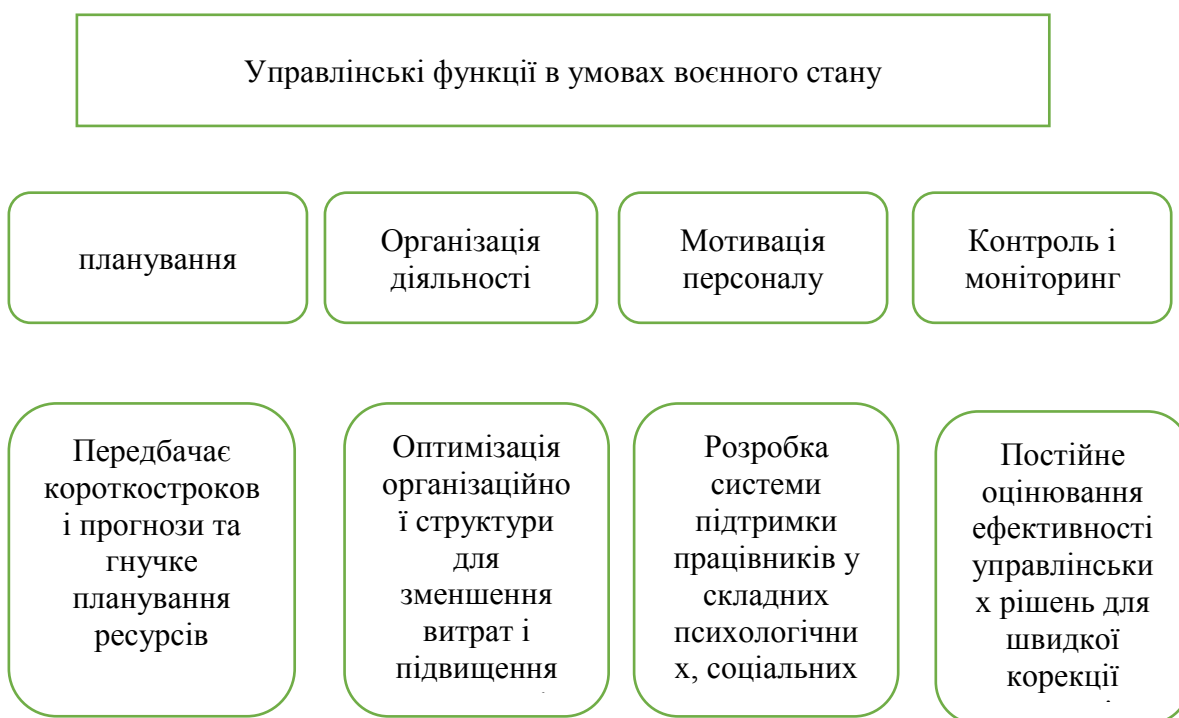 Управлінські функції в умовах воєнного стану
планування
Організація
діяльності
Мотивація
персоналу
Контроль і
моніторинг
Передбачає
короткостроков
і прогнози та
гнучке
планування
ресурсів
Оптимізація
організаційно
ї структури
для
зменшення
витрат і
підвищення
Розробка
системи
підтримки
працівників у
складних
психологічни
х, соціальних
Постійне
оцінювання
ефективності
управлінськи
х рішень для
швидкої
корекції